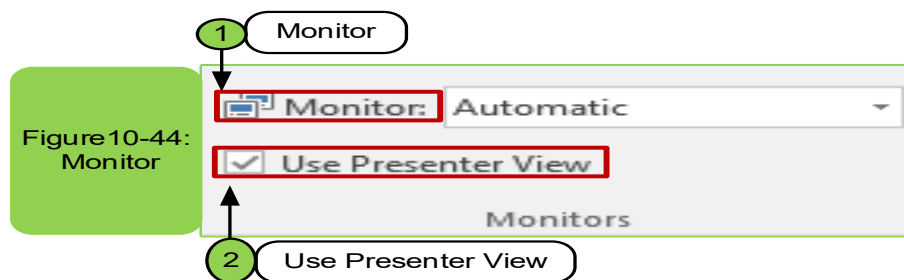 1 Monitor
Figure10-44:
Monitor
Monitor: Automatic
Use Presenter View
Monitors
2 Use Presenter View